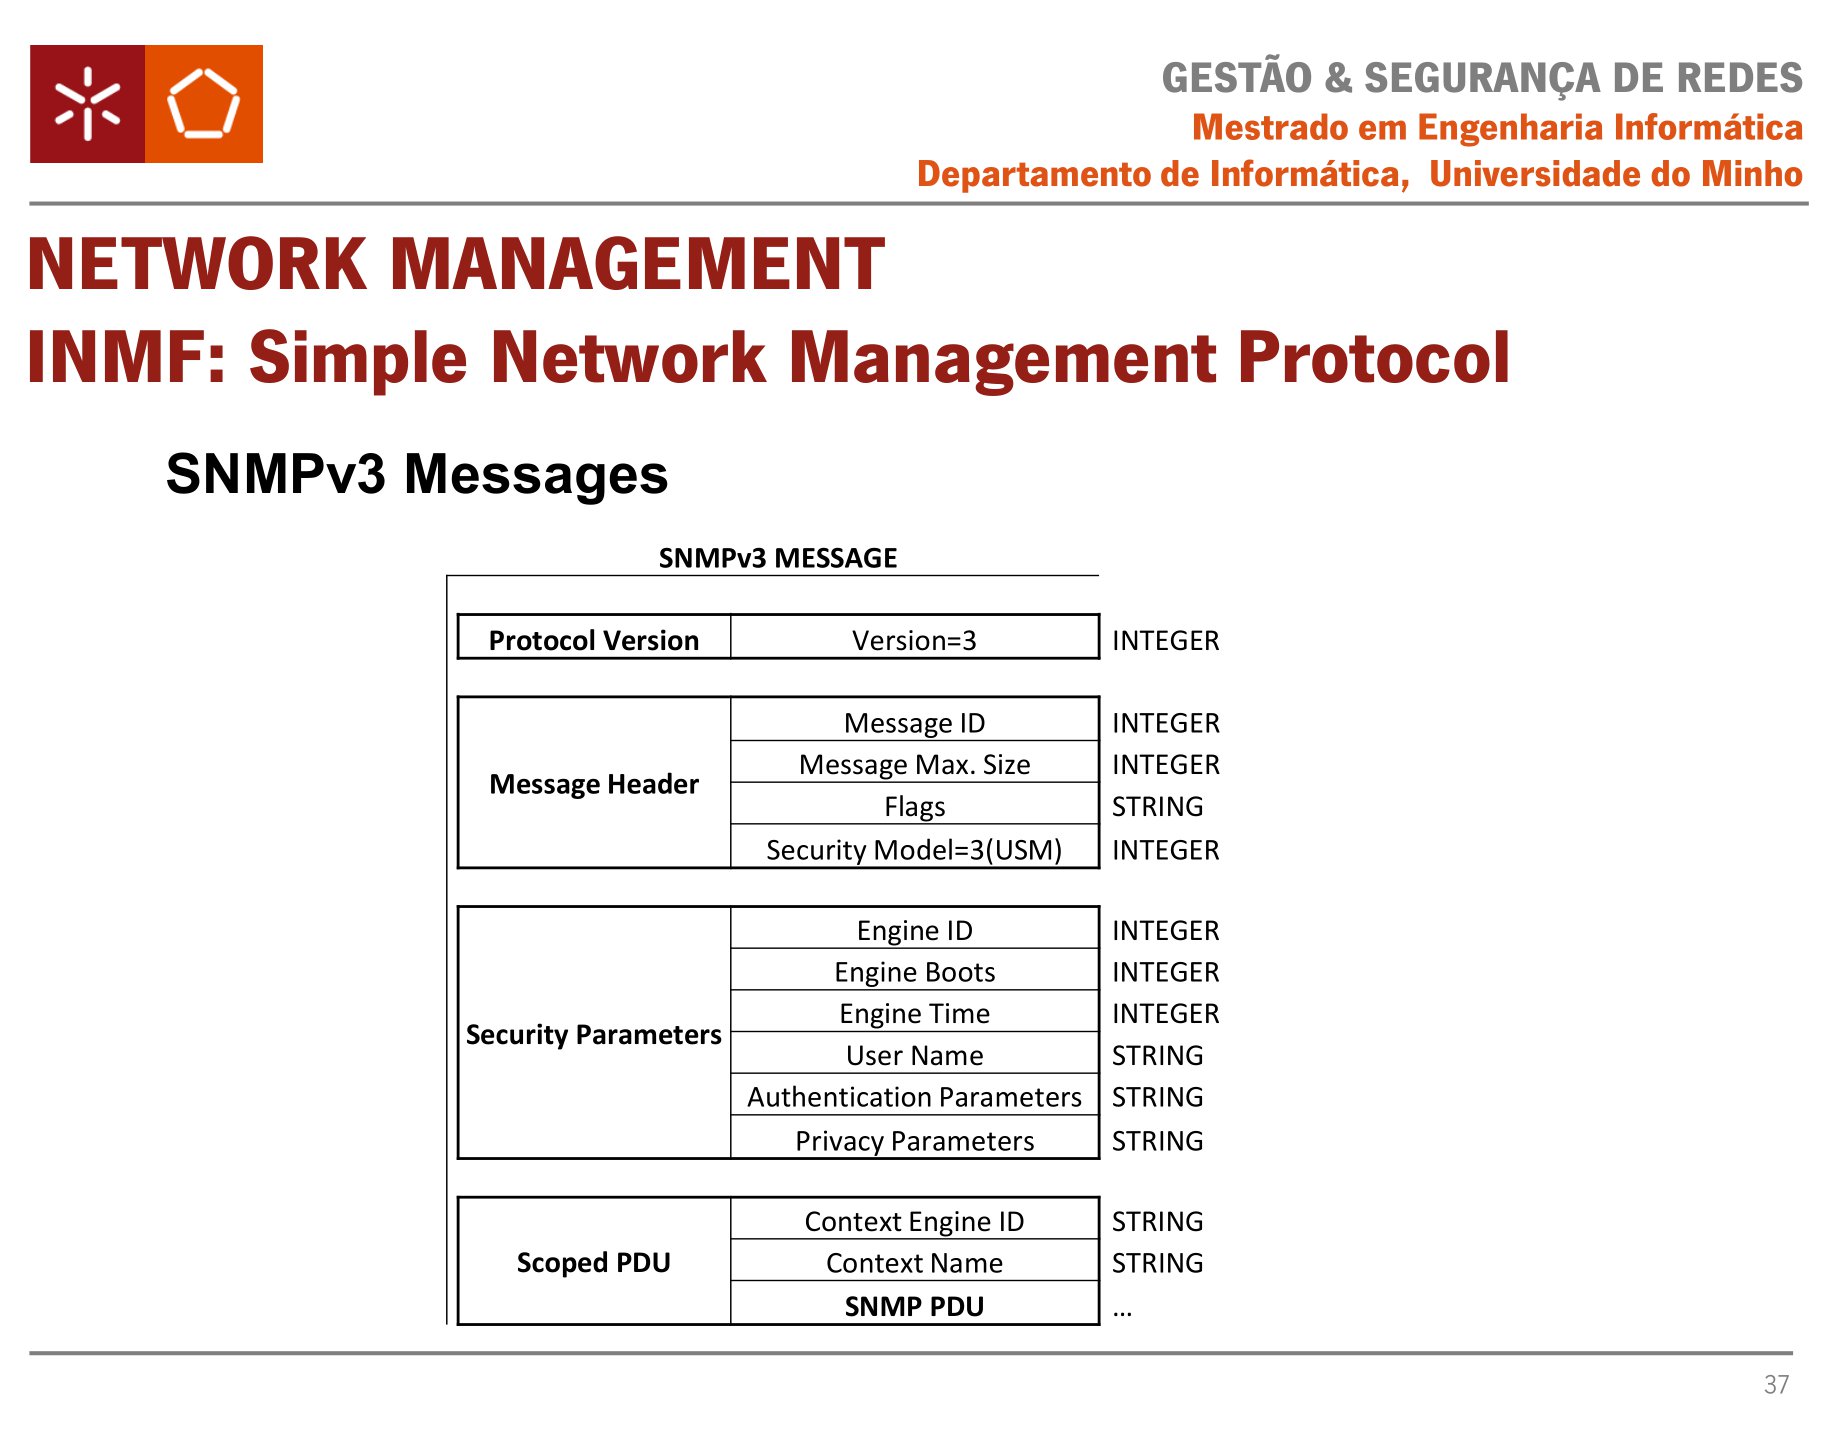 GESTÃO & SEGURANÇA DE REDES
Mestrado em Engenharia Informática
Departamento de Informática, Universidade do Minho
NETWORK MANAGEMENT
INMF: Simple Network Management Protocol
SNMPv3 Messages
SNMPv3 MESSAGE
Protocol Version Version=3 INTEGER
Message Header
Message ID INTEGER
Message Max. Size INTEGER
Flags STRING
Security Model=3(USM) INTEGER
Security Parameters
Engine ID INTEGER
Engine Boots INTEGER
Engine Time INTEGER
User Name STRING
Authentication Parameters STRING
Privacy Parameters STRING
Scoped PDU
Context Engine ID STRING
Context Name STRING
SNMP PDU ...
37